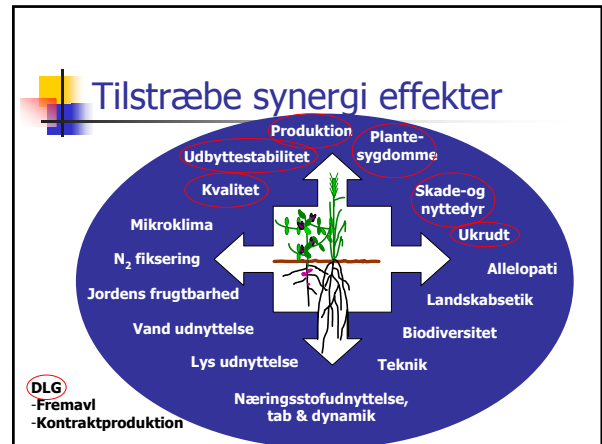 Tilstræbe synergi effekter
Produktion
Plante-
sygdomme
Udbyttestabilitet
Kvalitet
Skade-og
nyttedyr
Ukrudt
Mikroklima
N₂ fiksering
Allelopati
Jordens frugtbarhed
Landskabsetik
Vand udnyttelse
Biodiversitet
Lys udnyttelse
Teknik
Næringsstofudnyttelse,
tab & dynamik
DLG
-Fremavl
-Kontraktproduktion